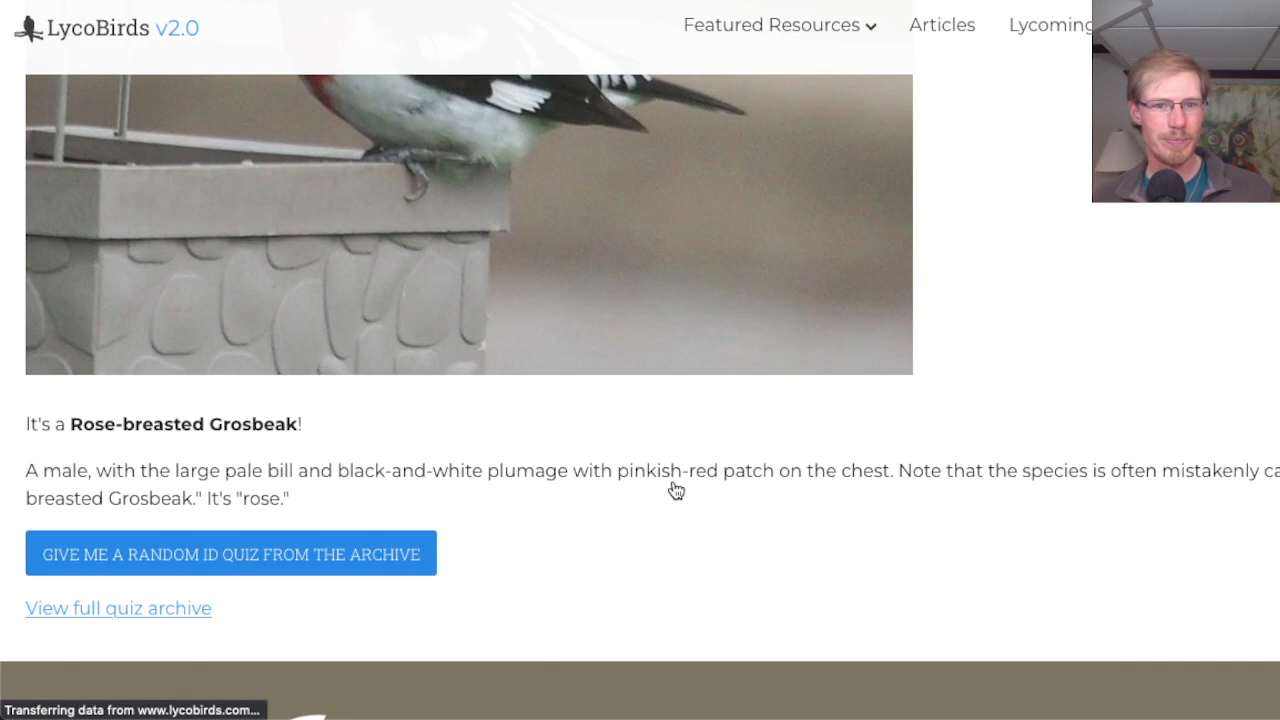 LycoBirds v2.0
Featured Resources
Articles
Lycoming
It's a Rose-breasted Grosbeak!
A male, with the large pale bill and black-and-white plumage with pinkish-red patch on the chest. Note that the species is often mistakenly ca
breasted Grosbeak." It's "rose."
GIVE ME A RANDOM ID QUIZ FROM THE ARCHIVE
View full quiz archive
Transferring data from www.lycobirds.com...